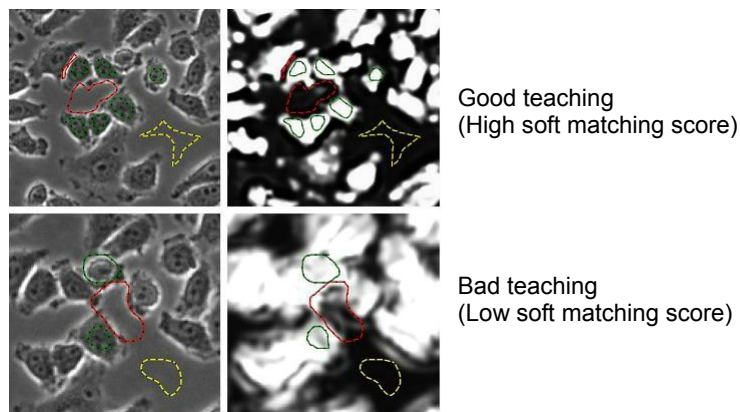 Good teaching
(High soft matching score)
Bad teaching
(Low soft matching score)